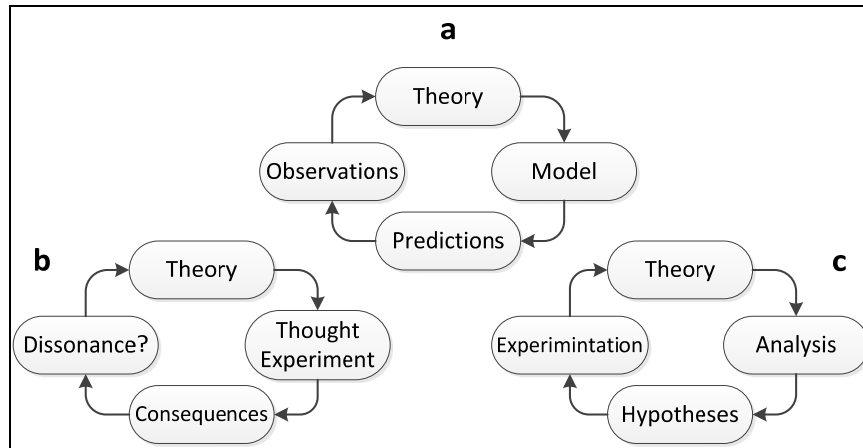 a
Theory
Observations
Model
Predictions
b
Theory
Dissonance?
Thought
Experiment
Consequences
c
Theory
Experimintation
Analysis
Hypotheses